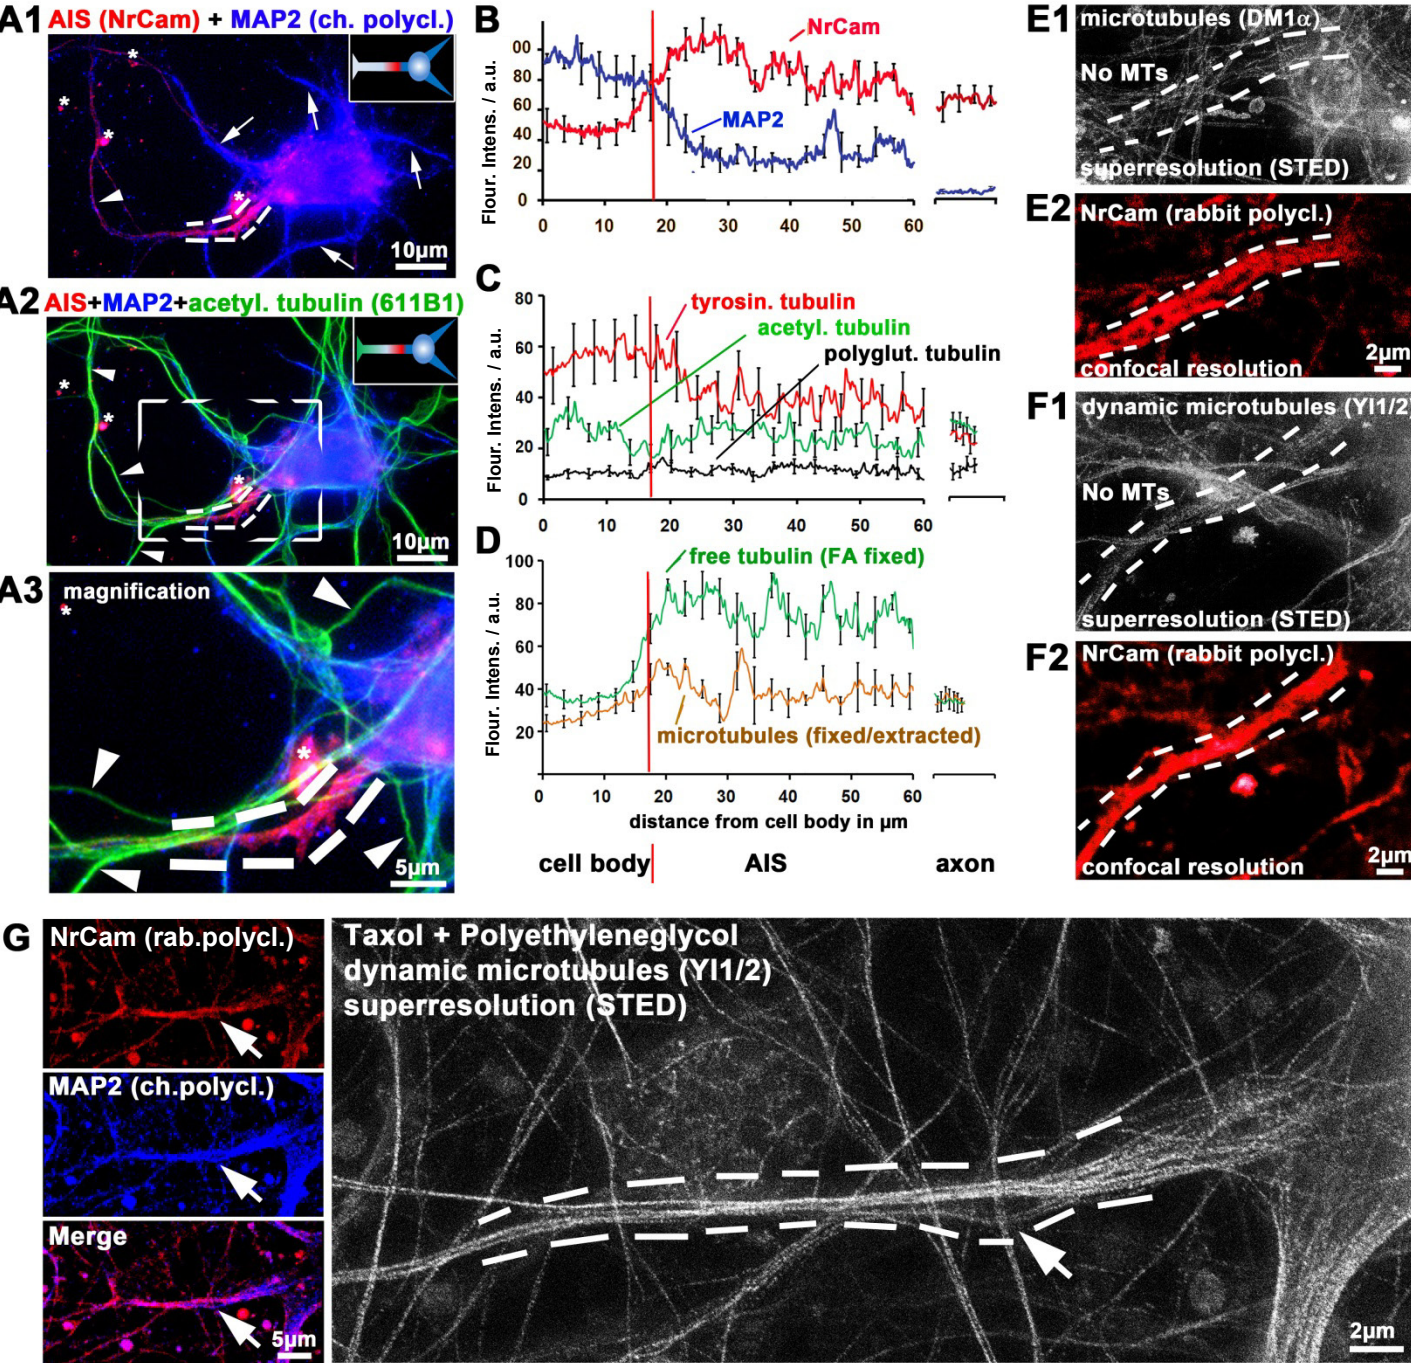 A1 AIS (NrCam) + MAP2 (ch. polycl.)
*
*
*
*
10µm
A2 AIS+MAP2+acetyl. tubulin (611B1)
*
*
*
10µm
A3 magnification
*
*
5µm
B
NrCam
MAP2
Flour. Intens. / a.u.
00
80
60
40
20
0
0 10 20 30 40 50 60
C
tyrosin. tubulin
acetyl. tubulin
polyglut. tubulin
Flour. Intens. / a.u.
80
60
40
20
0
0 10 20 30 40 50 60
D
free tubulin (FA fixed)
microtubules (fixed/extracted)
Flour. Intens. / a.u.
100
80
60
40
20
0 10 20 30 40 50 60
distance from cell body in µm
cell body AIS axon
E1 microtubules (DM1α)
No MTs
superresolution (STED)
E2 NrCam (rabbit polycl.)
2µm
confocal resolution
F1 dynamic microtubules (YI1/2)
No MTs
superresolution (STED)
F2 NrCam (rabbit polycl.)
2µm
confocal resolution
G NrCam (rab.polycl.)
MAP2 (ch.polycl.)
Merge
5µm
Taxol + Polyethyleneglycol
dynamic microtubules (YI1/2)
superresolution (STED)
2µm